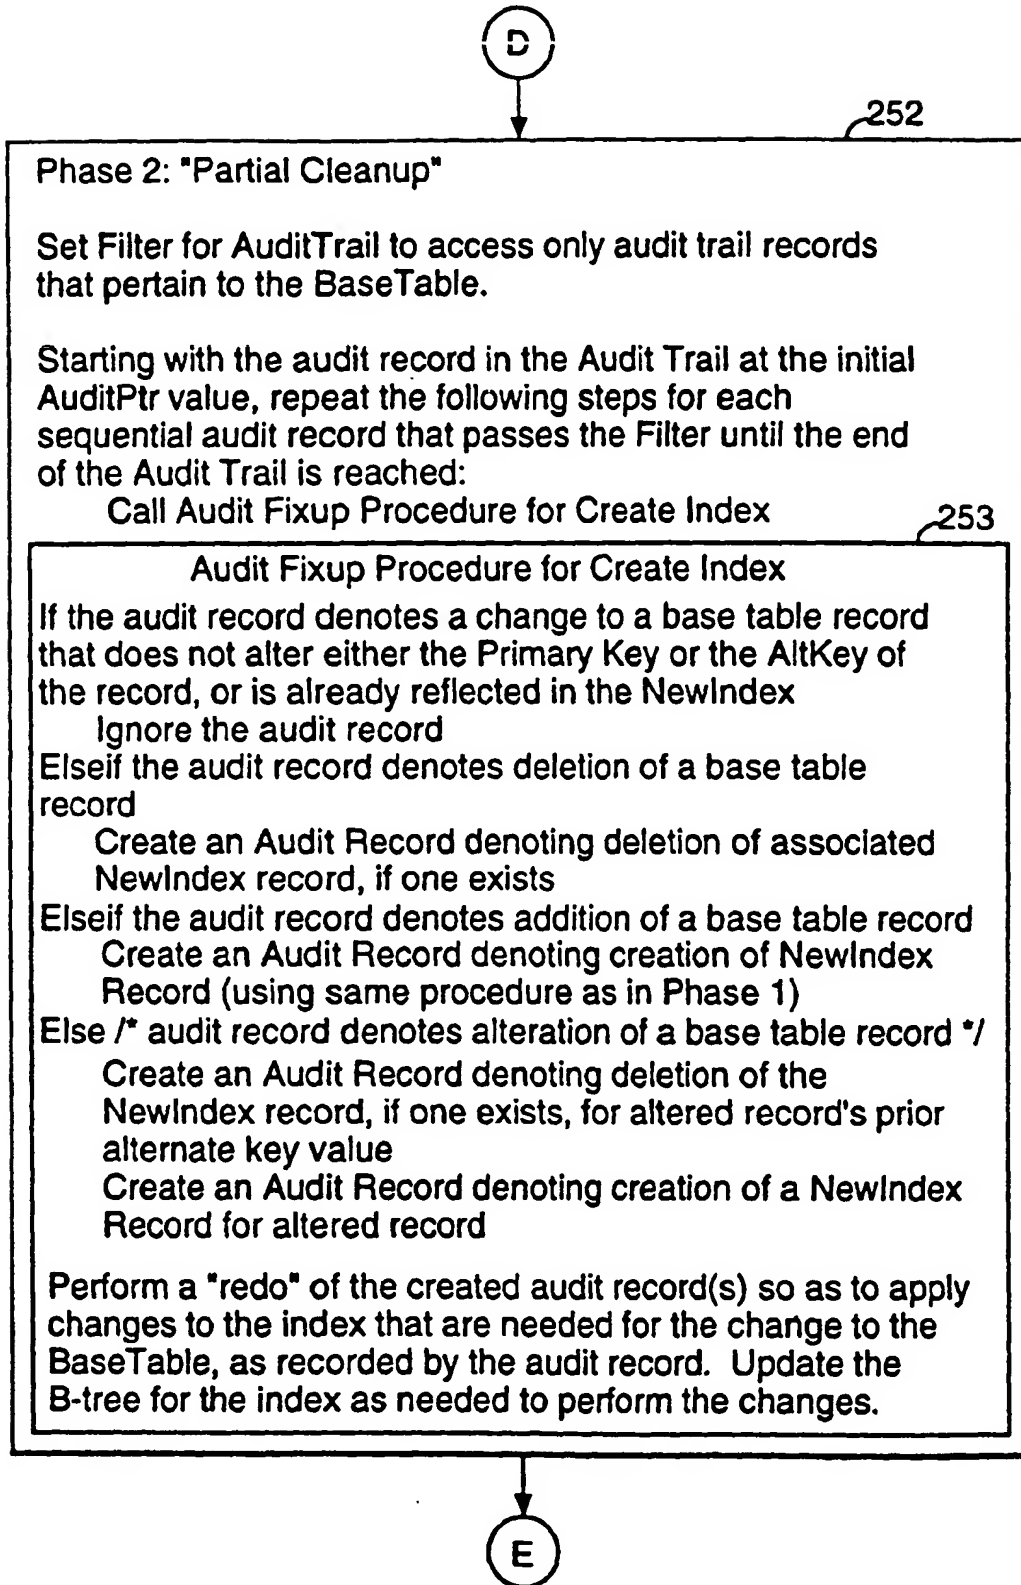 D
252
Phase 2: "Partial Cleanup"
Set Filter for AuditTrail to access only audit trail records
that pertain to the BaseTable.
Starting with the audit record in the Audit Trail at the initial
AuditPtr value, repeat the following steps for each
sequential audit record that passes the Filter until the end
of the Audit Trail is reached:
Call Audit Fixup Procedure for Create Index
253
Audit Fixup Procedure for Create Index
If the audit record denotes a change to a base table record
that does not alter either the Primary Key or the AltKey of
the record, or is already reflected in the NewIndex
Ignore the audit record
Elseif the audit record denotes deletion of a base table
record
Create an Audit Record denoting deletion of associated
NewIndex record, if one exists
Elseif the audit record denotes addition of a base table record
Create an Audit Record denoting creation of NewIndex
Record (using same procedure as in Phase 1)
Else /* audit record denotes alteration of a base table record */
Create an Audit Record denoting deletion of the
NewIndex record, if one exists, for altered record's prior
alternate key value
Create an Audit Record denoting creation of a NewIndex
Record for altered record
Perform a "redo" of the created audit record(s) so as to apply
changes to the index that are needed for the change to the
BaseTable, as recorded by the audit record. Update the
B-tree for the index as needed to perform the changes.
E